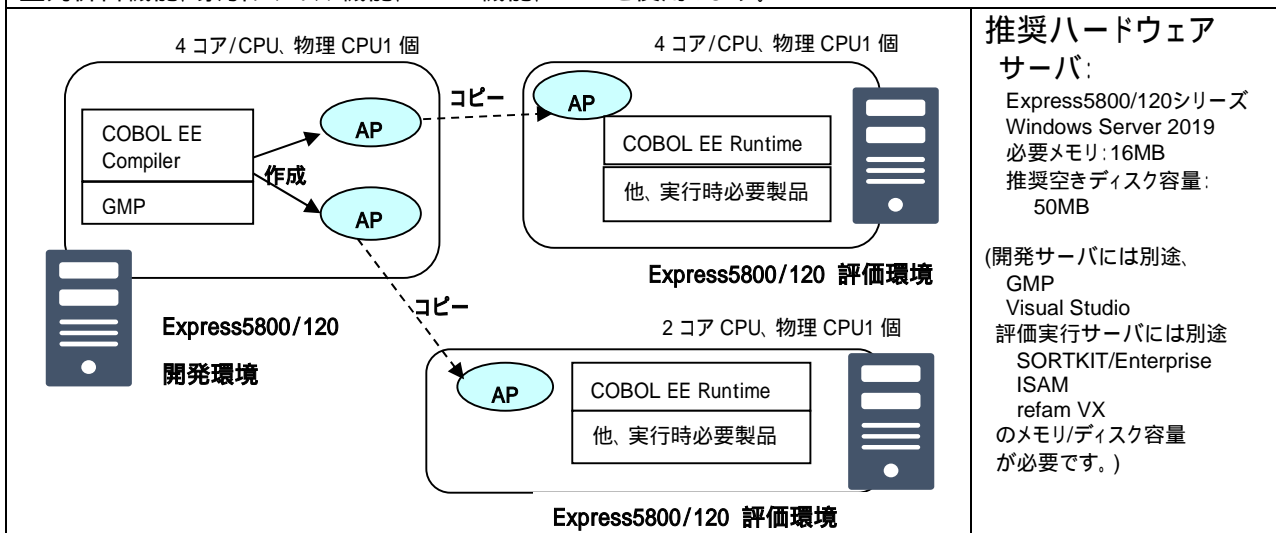 4 コア/CPU、物理 CPU1 個
COBOL EE
Compiler
GMP
作成
AP
AP
コピー
コピー
Express5800/120
開発環境
4 コア/CPU、物理 CPU1 個
AP
COBOL EE Runtime
他、実行時必要製品
Express5800/120 評価環境
2 コア CPU、物理 CPU1 個
AP
COBOL EE Runtime
他、実行時必要製品
Express5800/120 評価環境
推奨ハードウェア
サーバ:
Express5800/120シリーズ
Windows Server 2019
必要メモリ:16MB
推奨空きディスク容量:
50MB
(開発サーバには別途、
GMP
Visual Studio
評価実行サーバには別途
SORTKIT/Enterprise
ISAM
refam VX
のメモリ/ディスク容量
が必要です。)